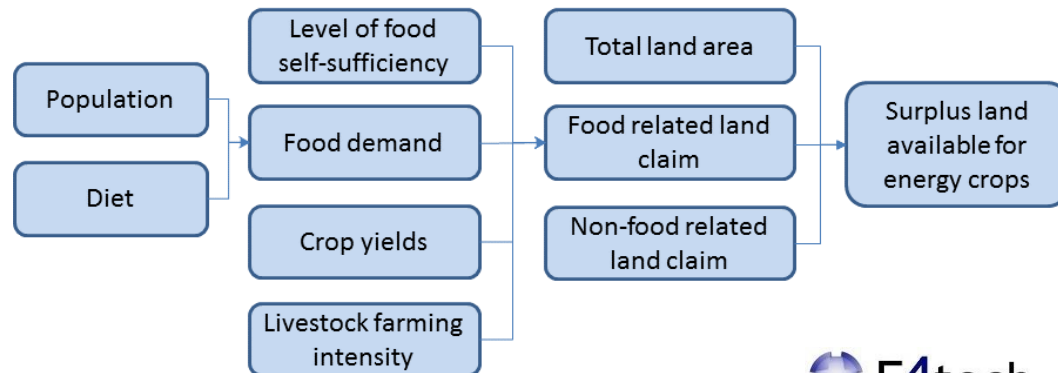 Population
Diet
Level of food
self-sufficiency
Food demand
Crop yields
Livestock farming
intensity
Total land area
Food related land
claim
Non-food related
land claim
Surplus land
available for
energy crops
E4tech